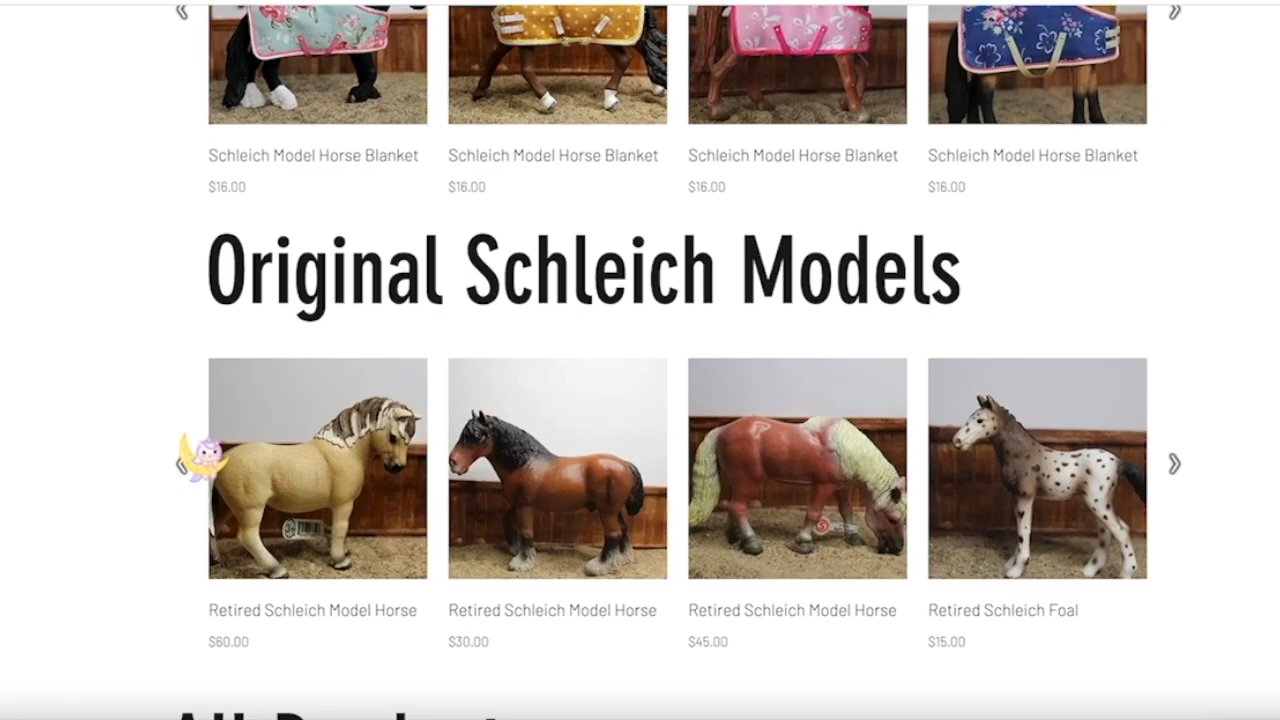 Schleich Model Horse Blanket Schleich Model Horse Blanket Schleich Model Horse Blanket Schleich Model Horse Blanket
$16.00 $16.00 $16.00 $16.00
Original Schleich Models
3+
Retired Schleich Model Horse Retired Schleich Model Horse Retired Schleich Model Horse Retired Schleich Foal
$60.00 $30.00 $45.00 $15.00